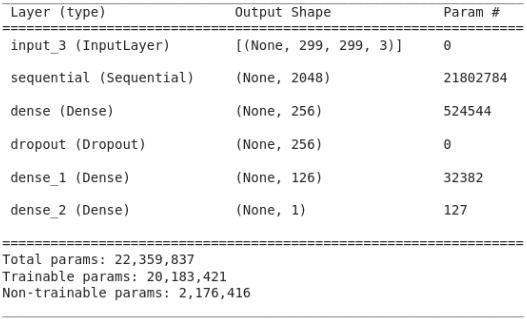 Layer (type) Output Shape Param #
input_3 (InputLayer) [(None, 299, 299, 3)] 0
sequential (Sequential) (None, 2048) 21802784
dense (Dense) (None, 256) 524544
dropout (Dropout) (None, 256) 0
dense_1 (Dense) (None, 126) 32382
dense_2 (Dense) (None, 1) 127
Total params: 22,359,837
Trainable params: 20,183,421
Non-trainable params: 2,176,416